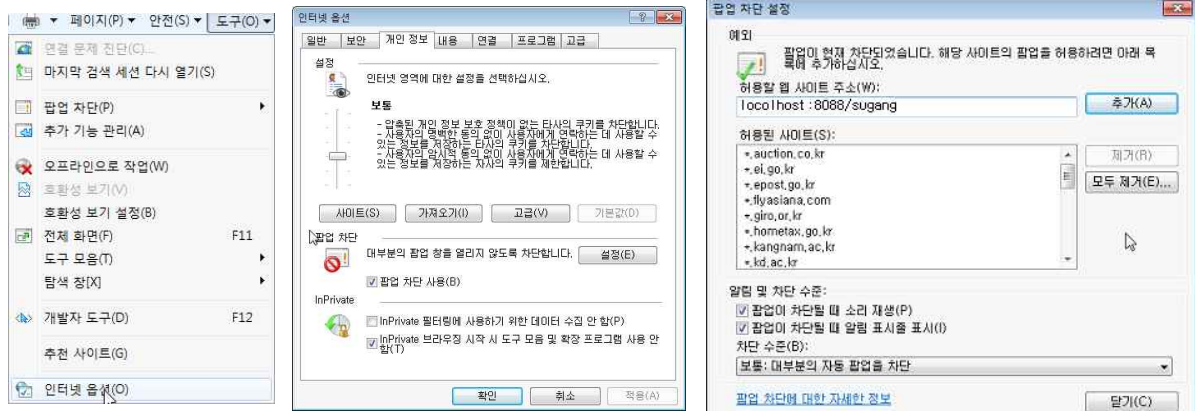 페이지(P) 안전(S) 도구(O)
연결 문제 진단(C)...
마지막 검색 세션 다시 열기(S)
팝업 차단(P)
추가 기능 관리(A)
오프라인으로 작업(W)
호환성 보기(V)
호환성 보기 설정(B)
전체 화면(F) F11
도구 모음(T)
탐색 창[X]
개발자 도구(D) F12
추천 사이트(G)
인터넷 옵션(O)
인터넷 옵션
일반 보안 개인 정보 내용 연결 프로그램 고급
설정
인터넷 영역에 대한 설정을 선택하십시오.
보통
- 압축된 개인 정보 보호 정책이 없는 타사의 쿠키를 차단합니다.
- 사용자의 명백한 동의 없이 사용자에게 연락하는 데 사용할 수
있는 정보를 저장하는 타사의 쿠키를 차단합니다.
- 사용자의 암시적 동의 없이 사용자에게 연락하는 데 사용할 수
있는 정보를 저장하는 자사의 쿠키를 제한합니다.
사이트(S) 가져오기(I) 고급(V) 기본값(D)
팝업 차단
대부분의 팝업 창을 열리지 않도록 차단합니다. 설정(E)
팝업 차단 사용(B)
InPrivate
InPrivate 필터링에 사용하기 위한 데이터 수집 안 함(P)
InPrivate 브라우징 시작 시 도구 모음 및 확장 프로그램 사용 안
함(T)
확인 취소 적용(A)
팝업 차단 설정
예외
팝업이 현재 차단되었습니다. 해당 사이트의 팝업을 허용하려면 아래 목
록에 추가하십시오.
허용할 웹 사이트 주소(W):
locolhost:8088/sugang 추가(A)
허용된 사이트(S):
*.auction.co.kr 제거(R)
*.ei.go.kr
*.epost.go.kr 모두 제거(E)...
*.flyasiana.com
*.giro.or.kr
*.hometax.go.kr
*.kangnam.ac.kr
*.kd.ac.kr
알림 및 차단 수준:
팝업이 차단될 때 소리 재생(P)
팝업이 차단될 때 알림 표시줄 표시(I)
차단 수준(B):
보통: 대부분의 자동 팝업을 차단
팝업 차단에 대한 자세한 정보 닫기(C)